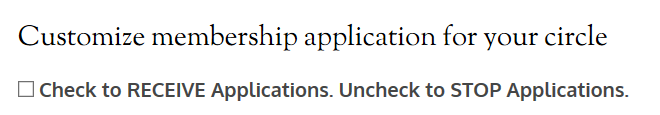 Customize membership application for your circle
Check to RECEIVE Applications. Uncheck to STOP Applications.